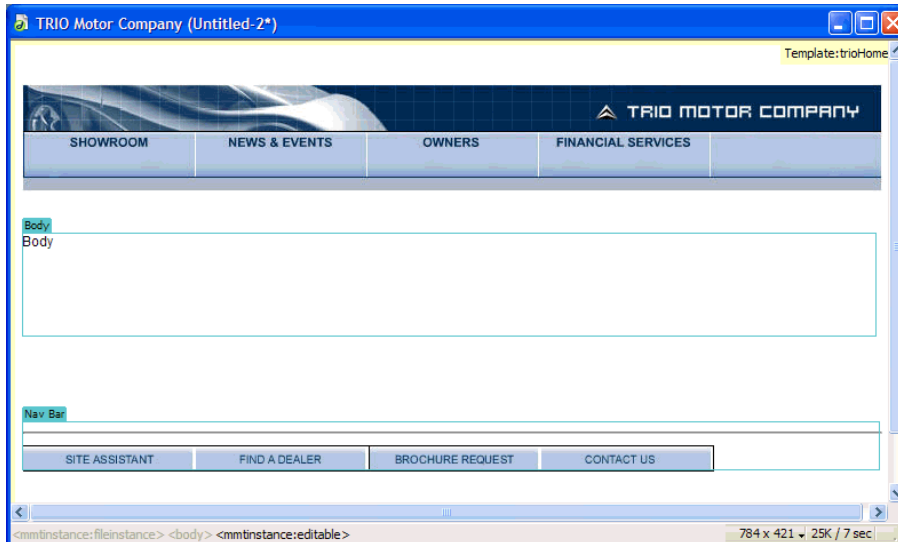 TRIO Motor Company (Untitled-2*)
Template:trioHome
TRIO MOTOR COMPANY
SHOWROOM NEWS & EVENTS OWNERS FINANCIAL SERVICES
Body
Body
Nav Bar
SITE ASSISTANT FIND A DEALER BROCHURE REQUEST CONTACT US
<mmtinstance:fileinstance> <body> <mmtinstance:editable> 784 x 421 25K / 7 sec